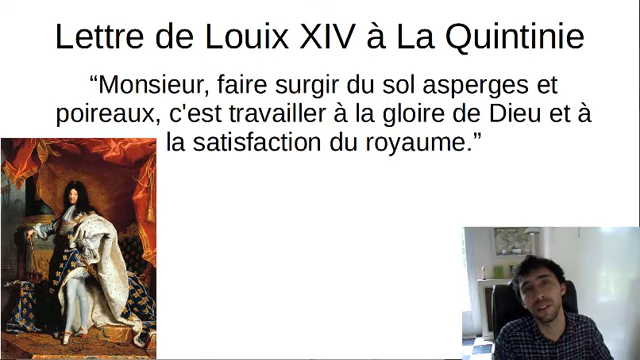 Lettre de Louix XIV à La Quintinie
“Monsieur, faire surgir du sol asperges et
poireaux, c'est travailler à la gloire de Dieu et à
la satisfaction du royaume.”